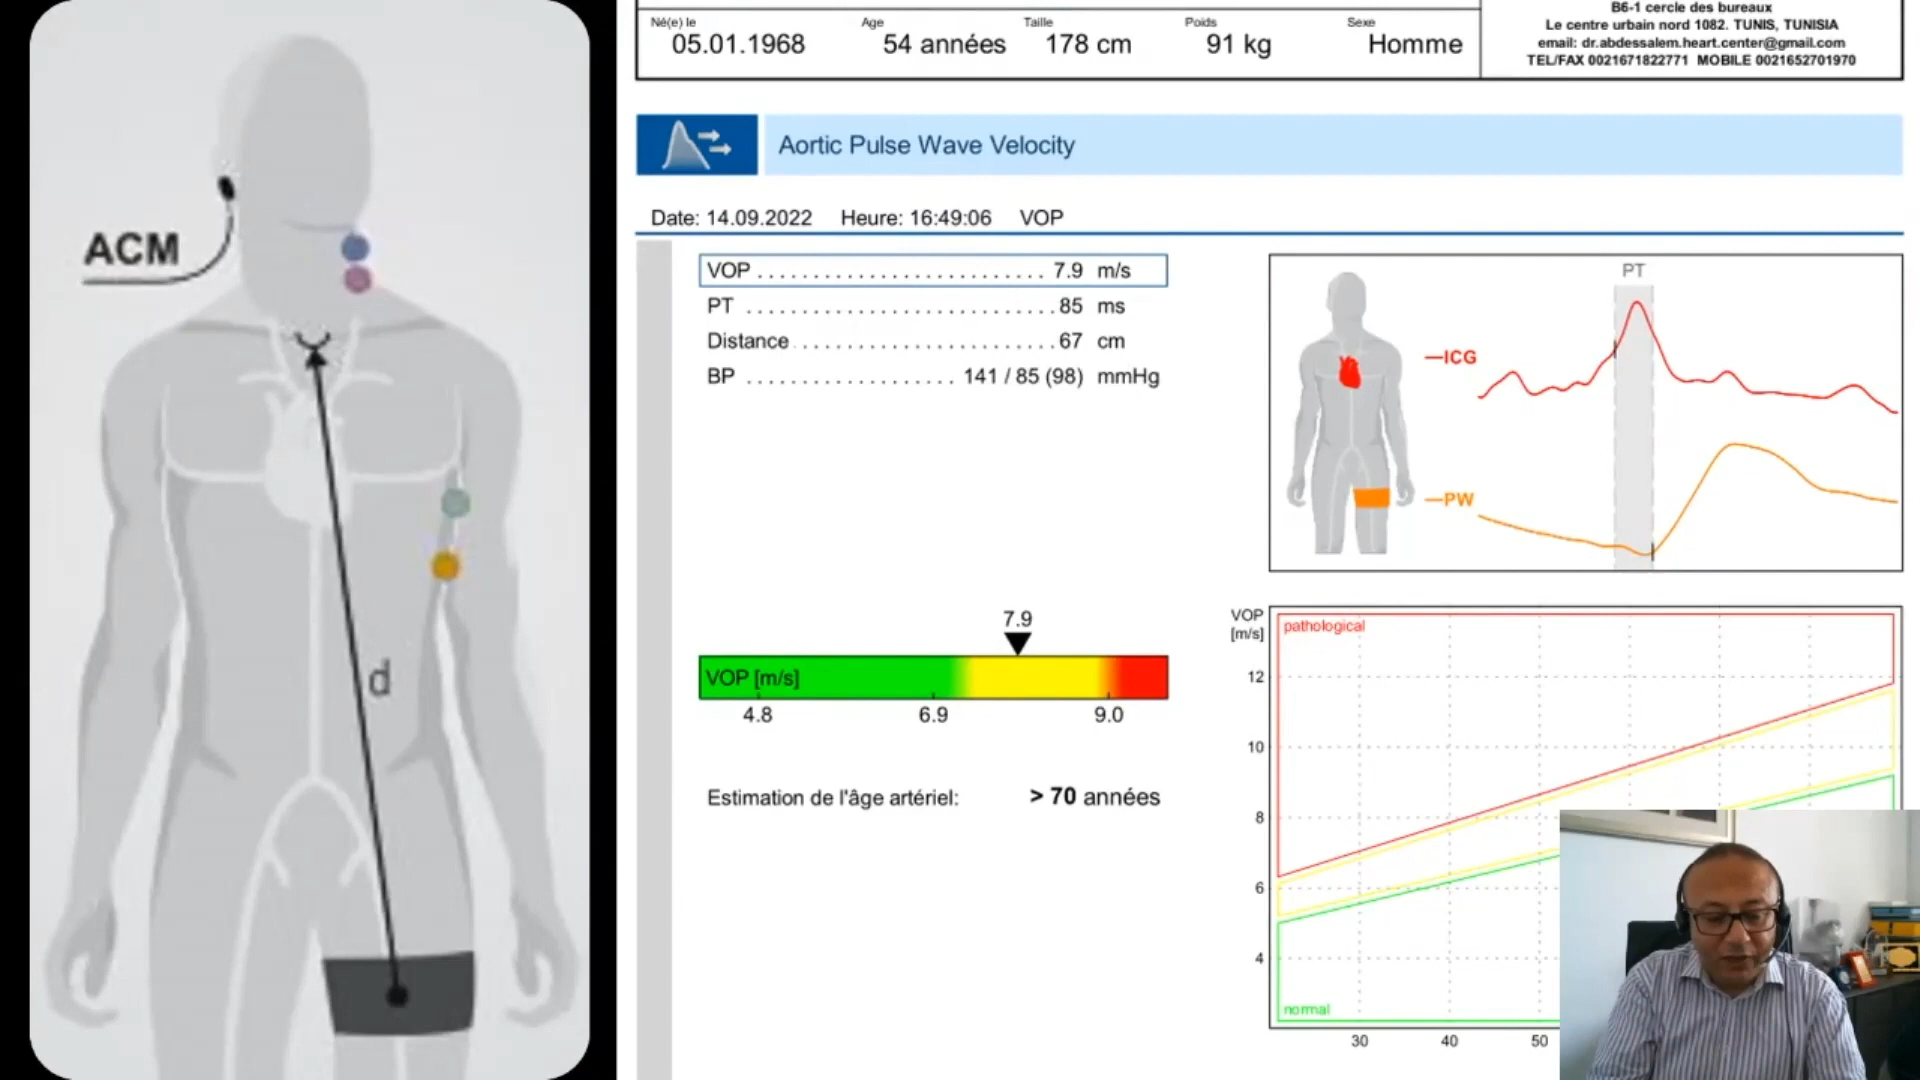 ACM
d
Né(e) le Age Taille Poids Sexe
05.01.1968 54 années 178 cm 91 kg Homme
B6-1 cercle des bureaux
Le centre urbain nord 1082. TUNIS, TUNISIA
email: dr.abdessalem.heart.center@gmail.com
TEL/FAX 0021671822771 MOBILE 0021652701970
Aortic Pulse Wave Velocity
Date: 14.09.2022 Heure: 16:49:06 VOP
VOP .......................... 7.9 m/s
PT ............................ 85 ms
Distance ........................ 67 cm
BP ................... 141 / 85 (98) mmHg
PT
ICG
PW
7.9
VOP [m/s]
4.8 6.9 9.0
Estimation de l'âge artériel: > 70 années
VOP
[m/s]
pathological
12
10
8
6
4
normal
30 40 50